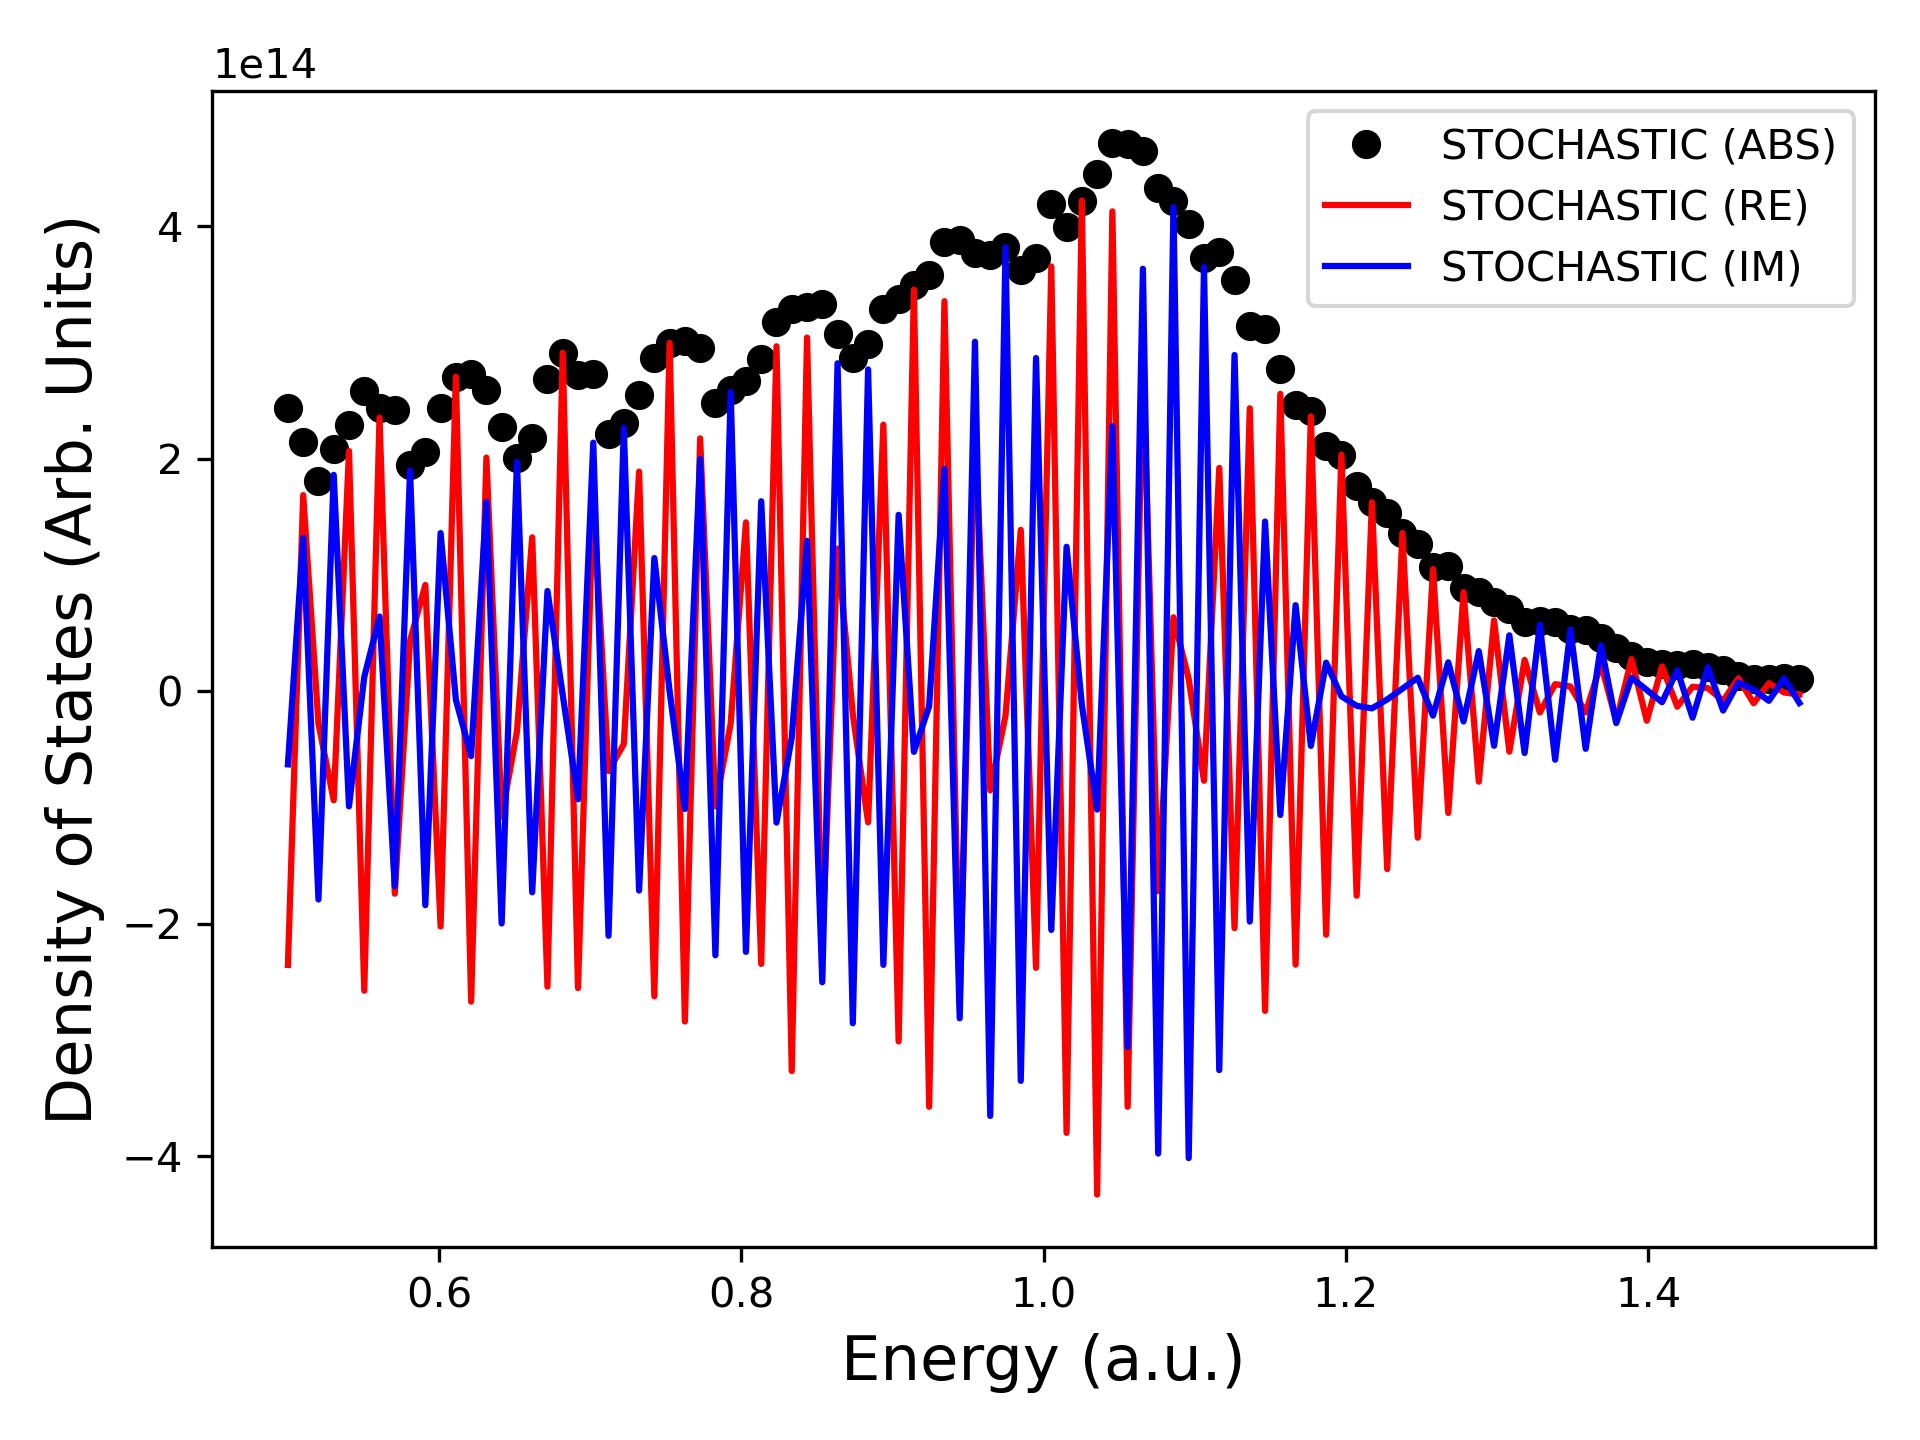 1e14
STOCHASTIC (ABS)
STOCHASTIC (RE)
STOCHASTIC (IM)
Density of States (Arb. Units)
4
2
0
−2
−4
0.6 0.8 1.0 1.2 1.4
Energy (a.u.)